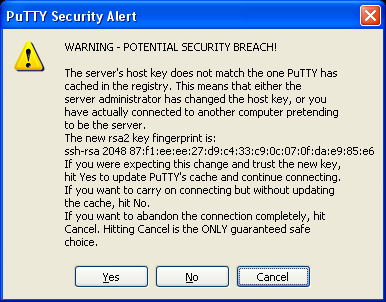 PuTTY Security Alert
WARNING - POTENTIAL SECURITY BREACH!
The server's host key does not match the one PuTTY has
cached in the registry. This means that either the
server administrator has changed the host key, or you
have actually connected to another computer pretending
to be the server.
The new rsa2 key fingerprint is:
ssh-rsa 2048 87:f1:ee:ee:27:d9:c4:33:c9:0c:07:0f:da:e9:85:e6
If you were expecting this change and trust the new key,
hit Yes to update PuTTY's cache and continue connecting.
If you want to carry on connecting but without updating
the cache, hit No.
If you want to abandon the connection completely, hit
Cancel. Hitting Cancel is the ONLY guaranteed safe
choice.
Yes
No
Cancel